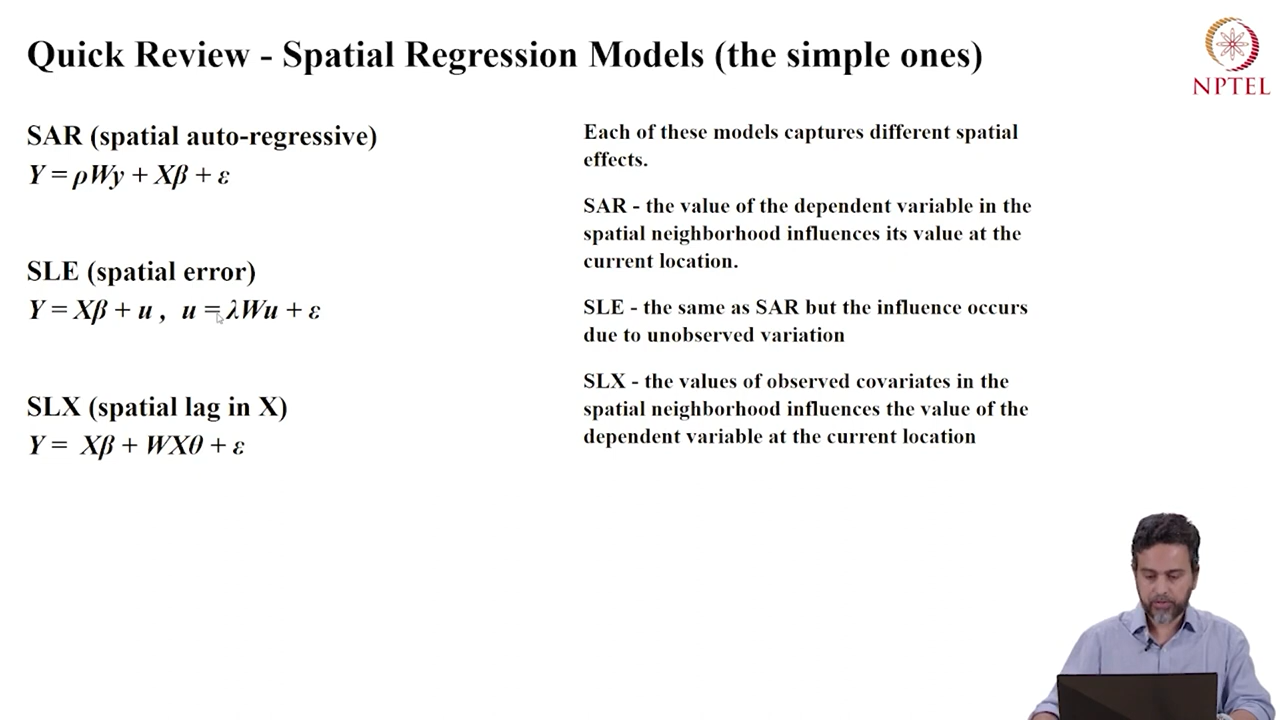 Quick Review - Spatial Regression Models (the simple ones)
NPTEL
SAR (spatial auto-regressive)
Y = ρWy + Xβ + ε
SLE (spatial error)
Y = Xβ + u , u = λWu + ε
SLX (spatial lag in X)
Y = Xβ + WXθ + ε
Each of these models captures different spatial
effects.
SAR - the value of the dependent variable in the
spatial neighborhood influences its value at the
current location.
SLE - the same as SAR but the influence occurs
due to unobserved variation
SLX - the values of observed covariates in the
spatial neighborhood influences the value of the
dependent variable at the current location